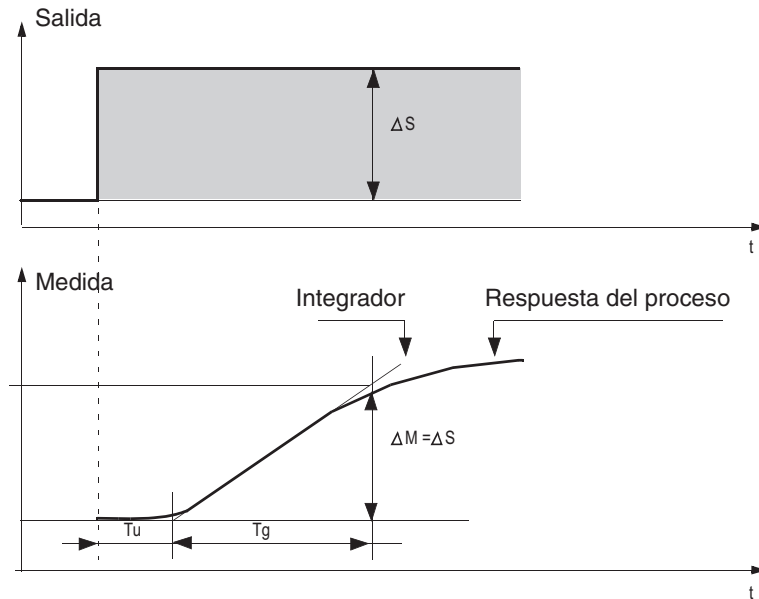 Salida
ΔS
t
Medida
Integrador
Respuesta del proceso
ΔM =ΔS
Tu
Tg
t